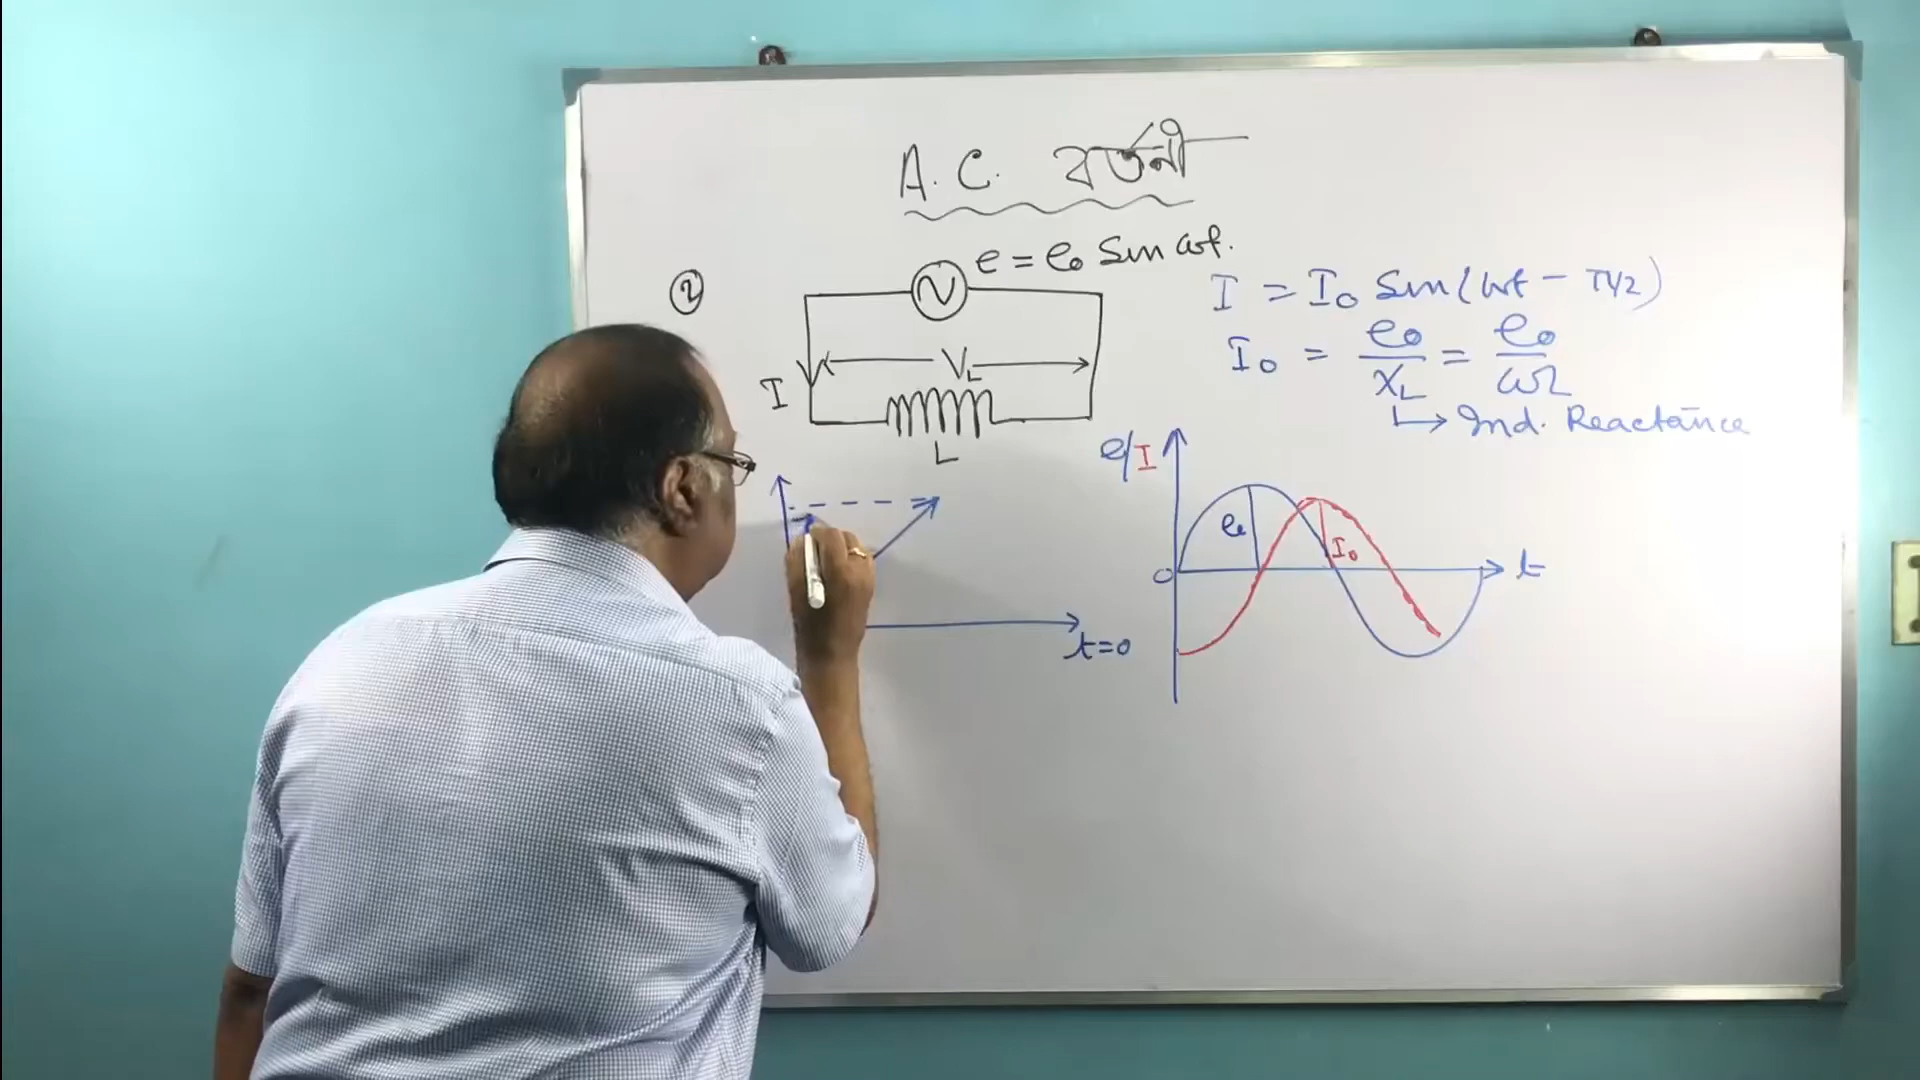 A. C. বর্তনী
②
e = e₀ Sin ωt.
I
V_L
L
I = I₀ Sin(ωt – π/2)
I₀ = e₀/X_L = e₀/ωL
↳ Ind. Reactance
e/I
e₀
I₀
0
t
t=0